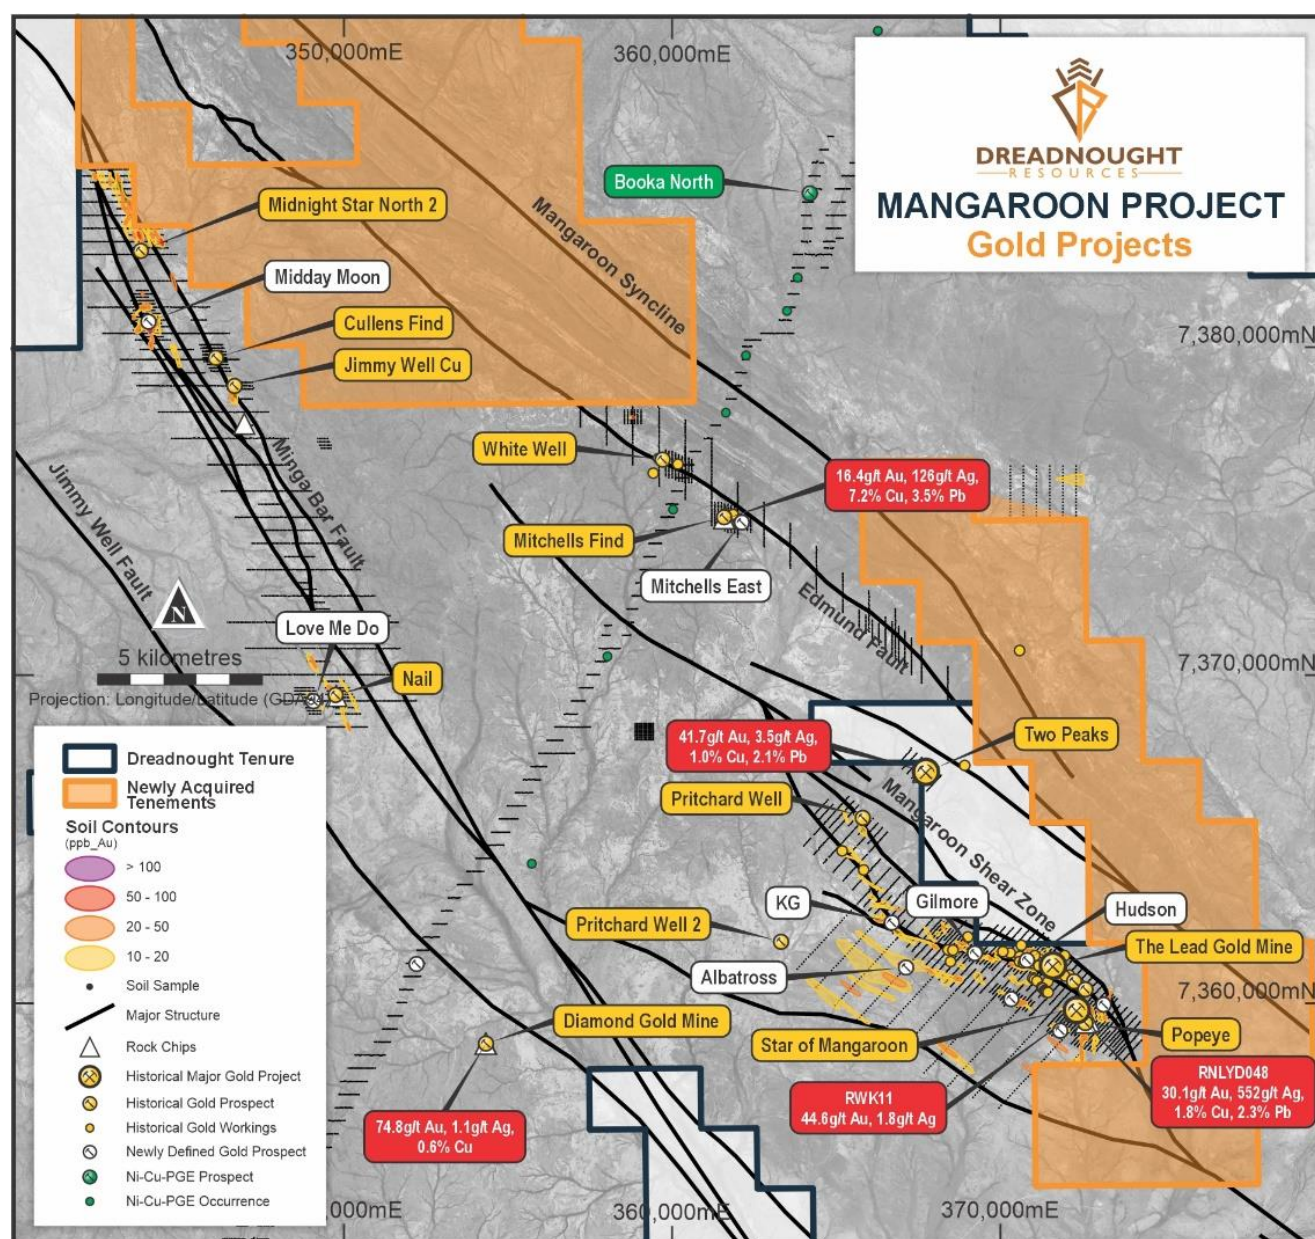 350,000mE
360,000mE
DREADNOUGHT
RESOURCES
MANGAROON PROJECT
Gold Projects
Booka North
Midnight Star North 2
Mangaroon Syncline
Midday Moon
Cullens Find
Jimmy Well Cu
7,380,000mN
White Well
16.4g/t Au, 126g/t Ag,
7.2% Cu, 3.5% Pb
Minga Bar Fault
Jimmy Well Fault
Mitchells Find
Mitchells East
Edmund Fault
N
Love Me Do
5 kilometres
7,370,000mN
Nail
Projection: Longitude/Latitude (GDA
41.7g/t Au, 3.5g/t Ag,
1.0% Cu, 2.1% Pb
Two Peaks
Pritchard Well
Mangaroon Shear Zone
KG
Gilmore
Hudson
Pritchard Well 2
The Lead Gold Mine
Albatross
7,360,000mN
Diamond Gold Mine
Star of Mangaroon
Popeye
RWK11
44.6g/t Au, 1.8g/t Ag
RNLYD048
30.1g/t Au, 552g/t Ag,
1.8% Cu, 2.3% Pb
74.8g/t Au, 1.1g/t Ag,
0.6% Cu
Dreadnought Tenure
Newly Acquired
Tenements
Soil Contours
(ppb_Au)
> 100
50 - 100
20 - 50
10 - 20
Soil Sample
Major Structure
Rock Chips
Historical Major Gold Project
Historical Gold Prospect
Historical Gold Workings
Newly Defined Gold Prospect
Ni-Cu-PGE Prospect
Ni-Cu-PGE Occurrence
,000mE
360,000mE
370,000mE